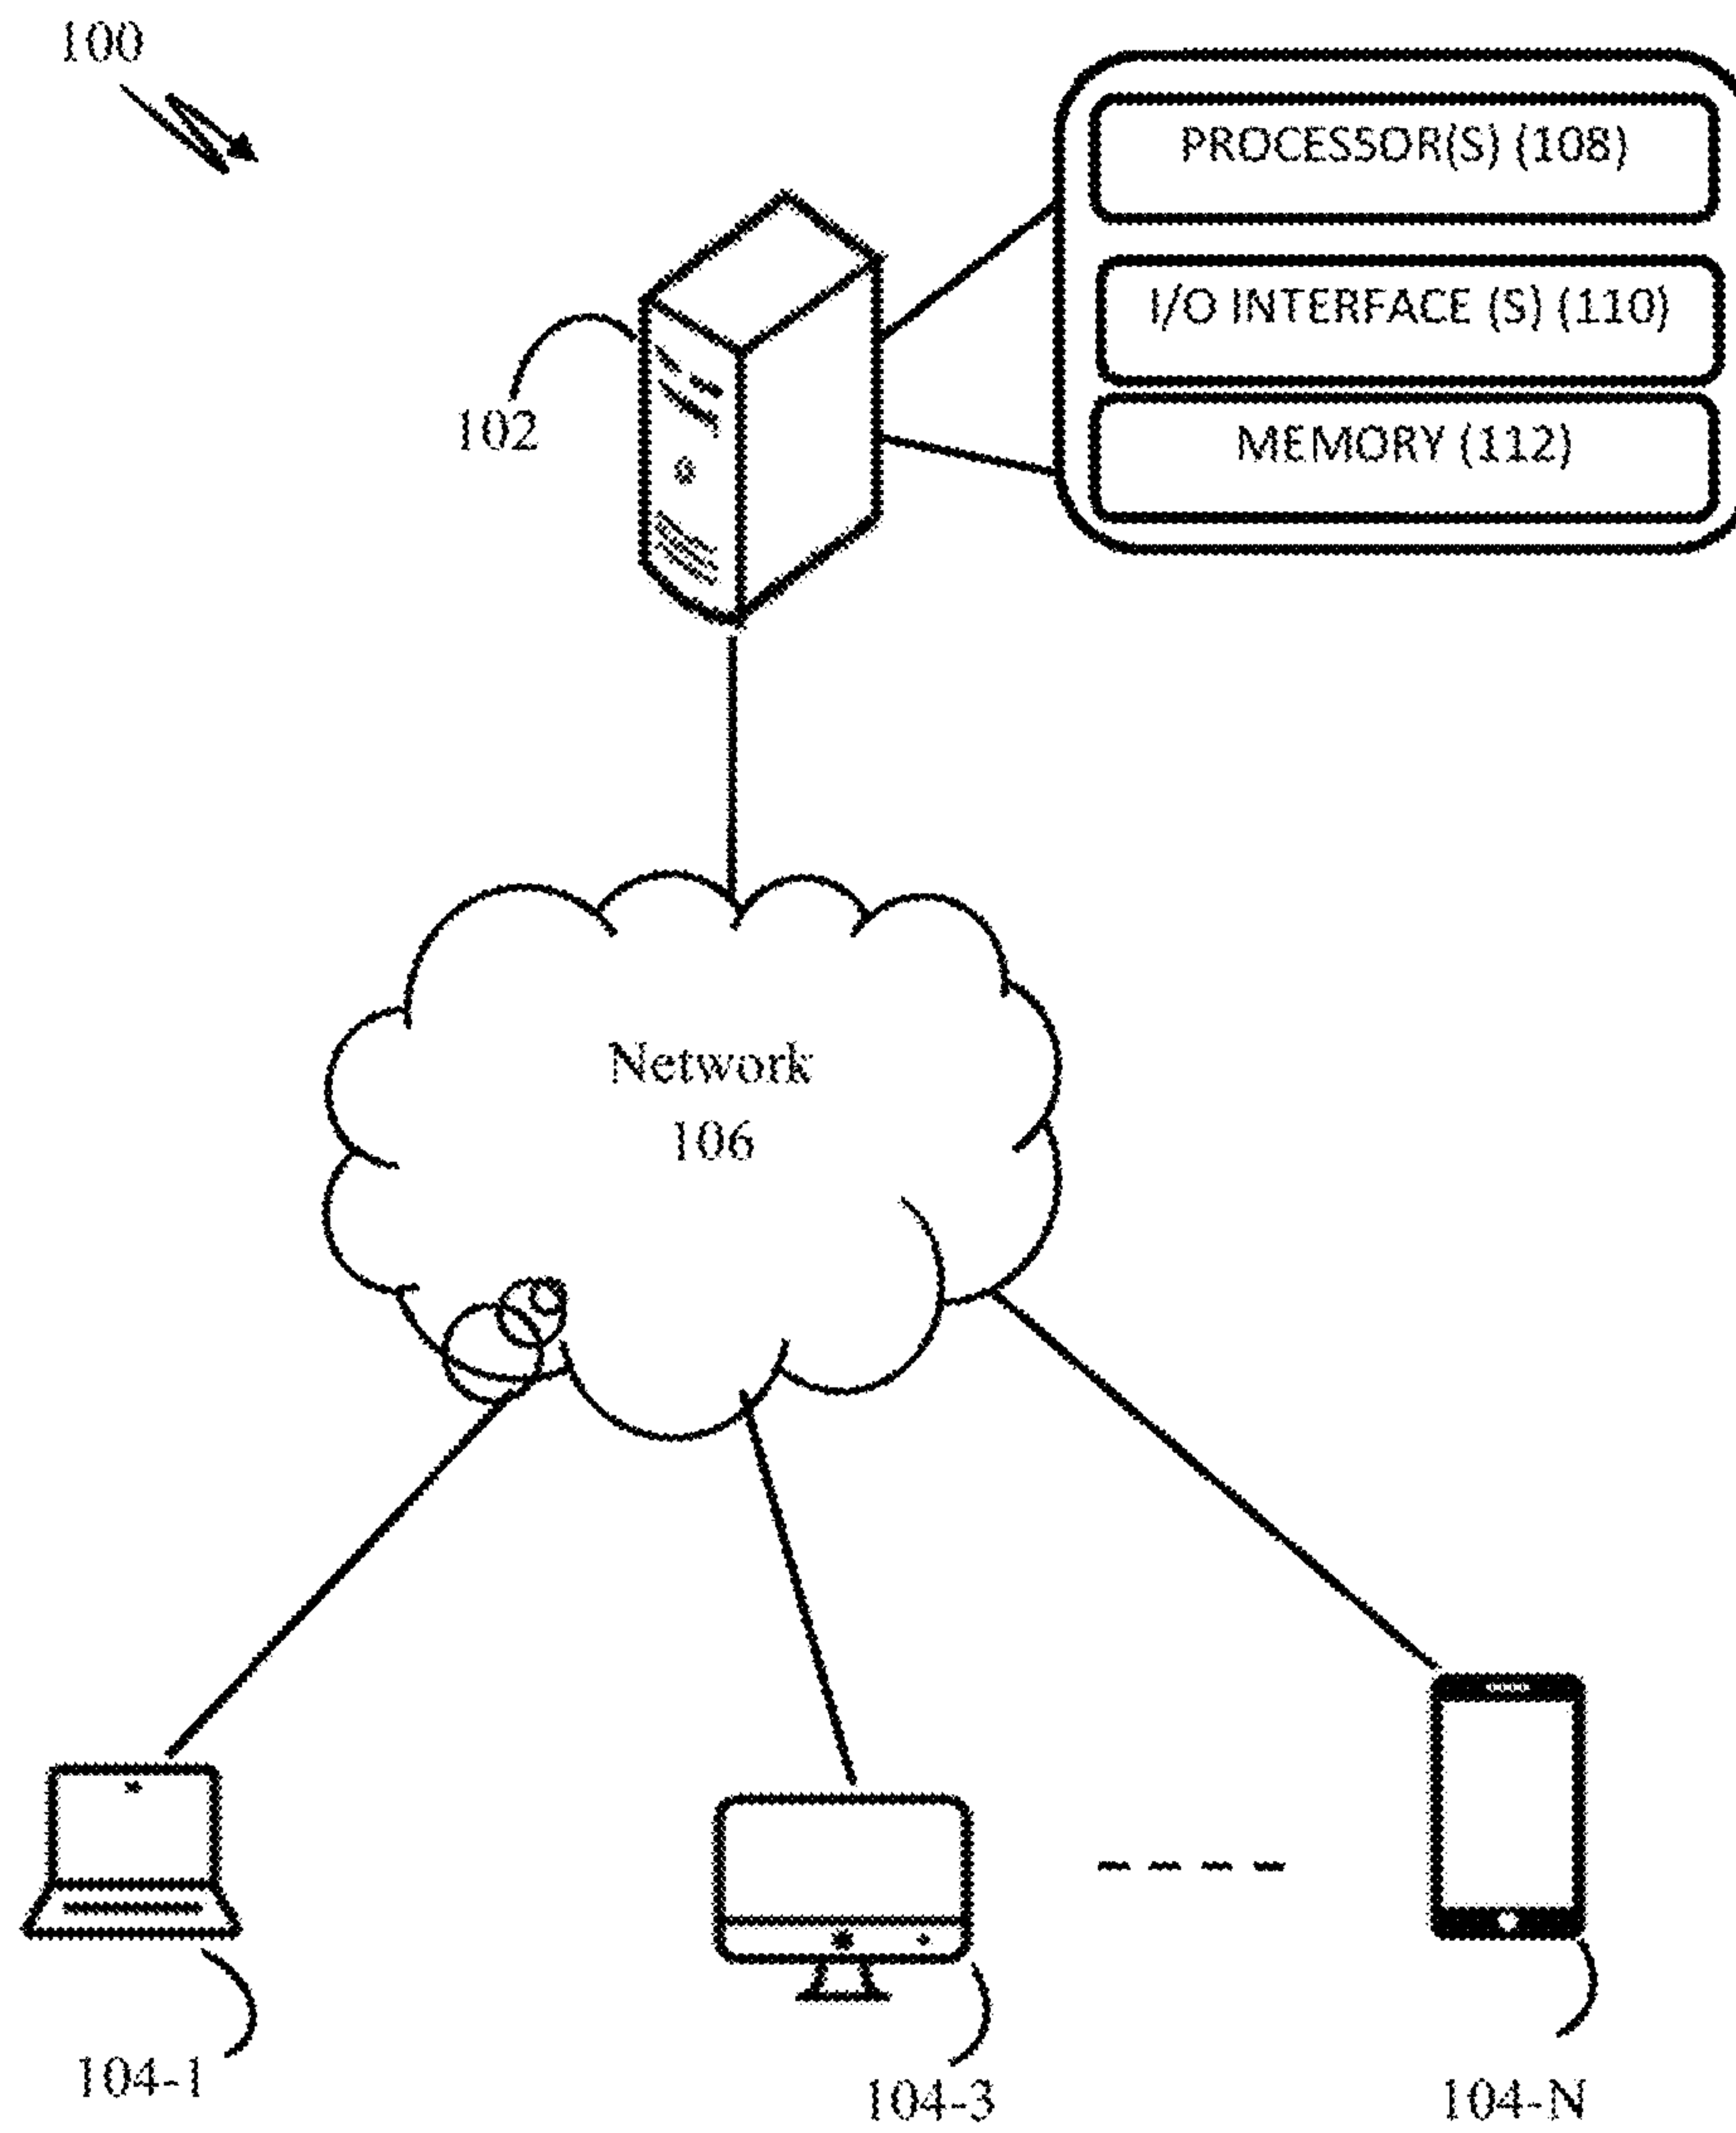 100
PROCESSOR(S) (108)
I/O INTERFACE (S) (110)
MEMORY (112)
102
Network
106
104-1
104-3
104-N